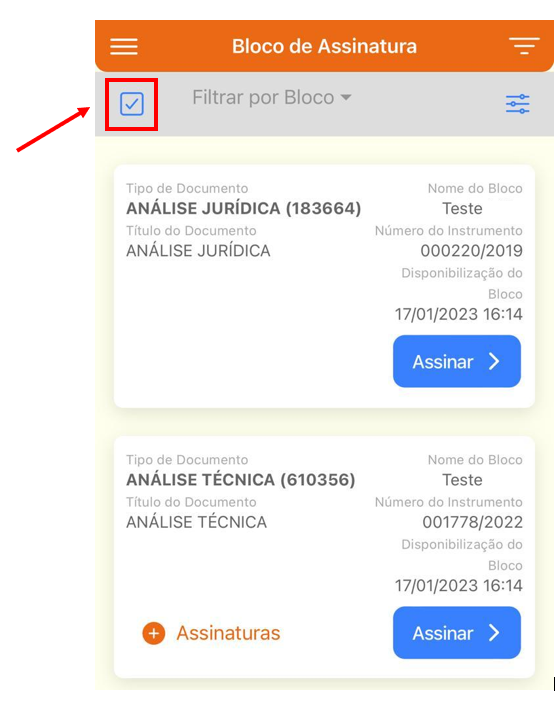 Bloco de Assinatura
Filtrar por Bloco
Tipo de Documento
ANÁLISE JURÍDICA (183664)
Título do Documento
ANÁLISE JURÍDICA
Nome do Bloco
Teste
Número do Instrumento
000220/2019
Disponibilização do
Bloco
17/01/2023 16:14
Assinar
Tipo de Documento
ANÁLISE TÉCNICA (610356)
Título do Documento
ANÁLISE TÉCNICA
Nome do Bloco
Teste
Número do Instrumento
001778/2022
Disponibilização do
Bloco
17/01/2023 16:14
Assinaturas
Assinar